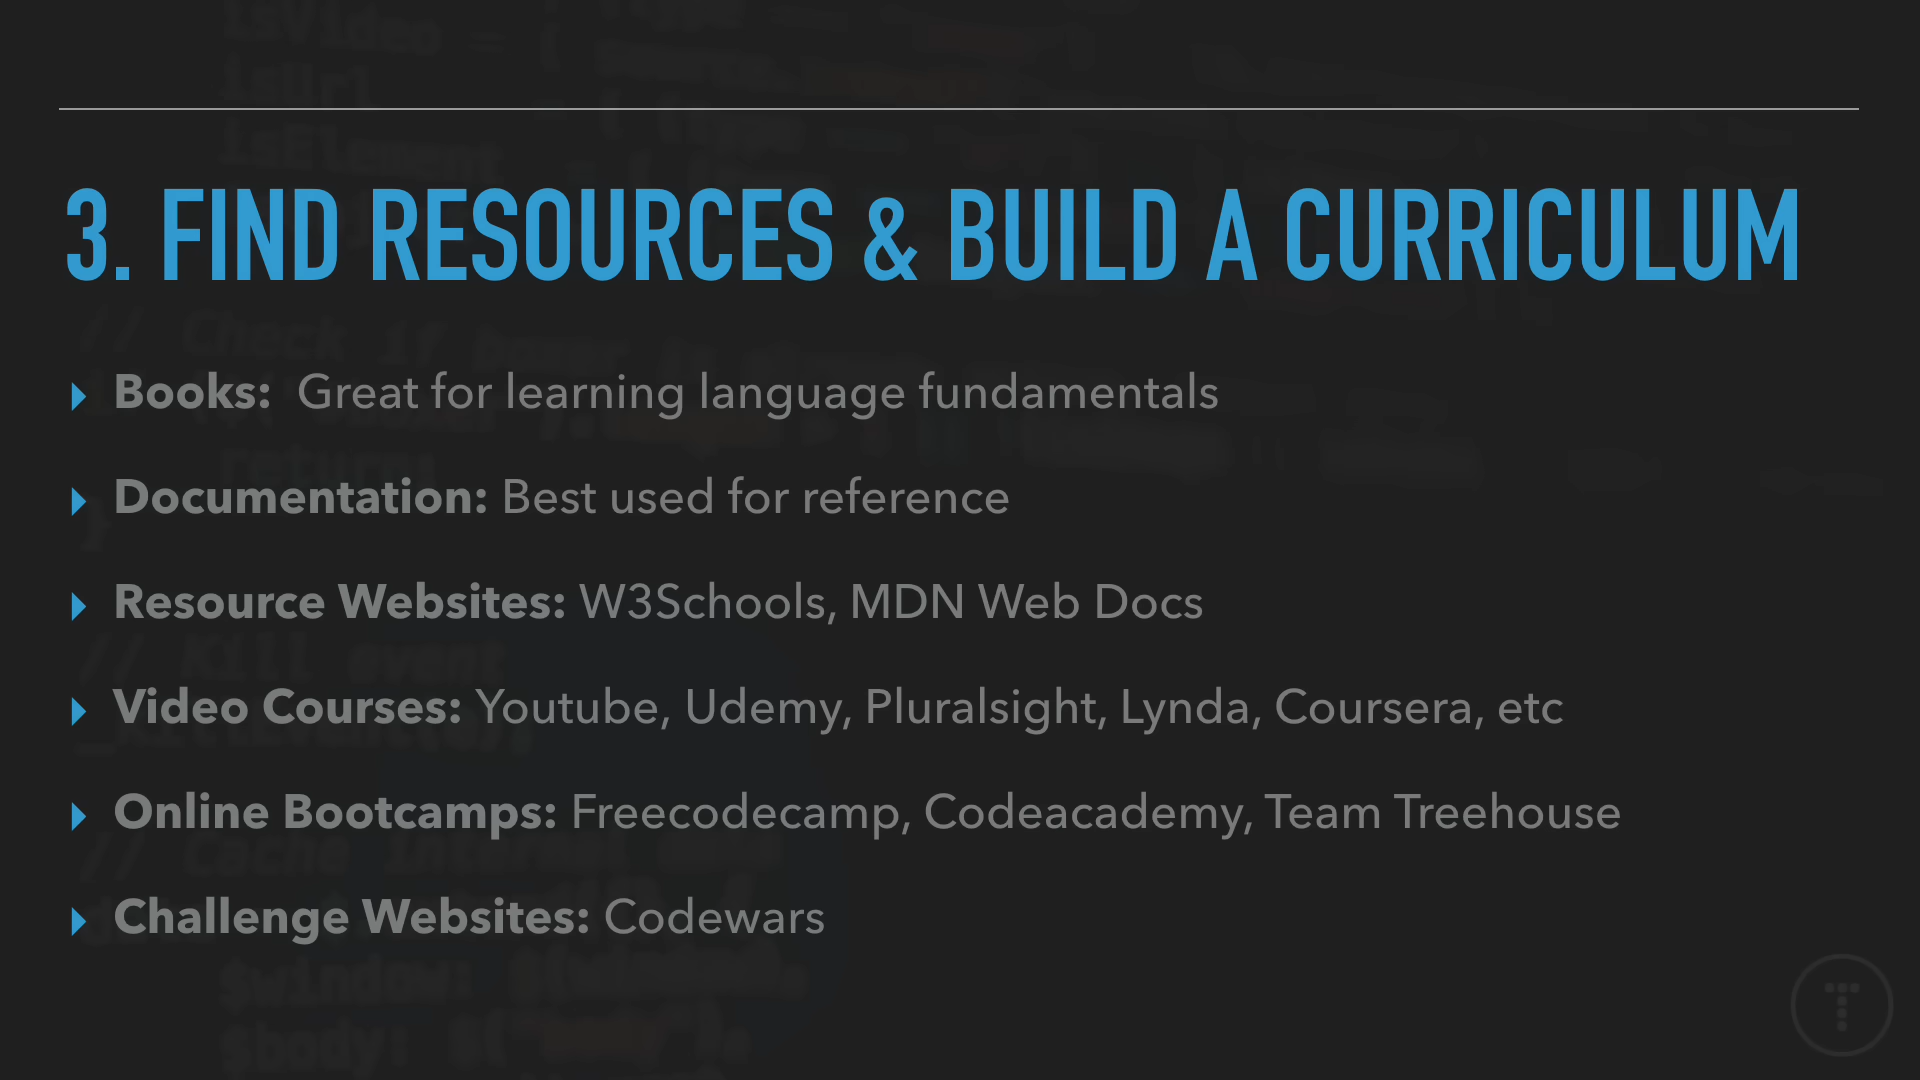 3. FIND RESOURCES & BUILD A CURRICULUM
Books: Great for learning language fundamentals
Documentation: Best used for reference
Resource Websites: W3Schools, MDN Web Docs
Video Courses: Youtube, Udemy, Pluralsight, Lynda, Coursera, etc
Online Bootcamps: Freecodecamp, Codeacademy, Team Treehouse
Challenge Websites: Codewars